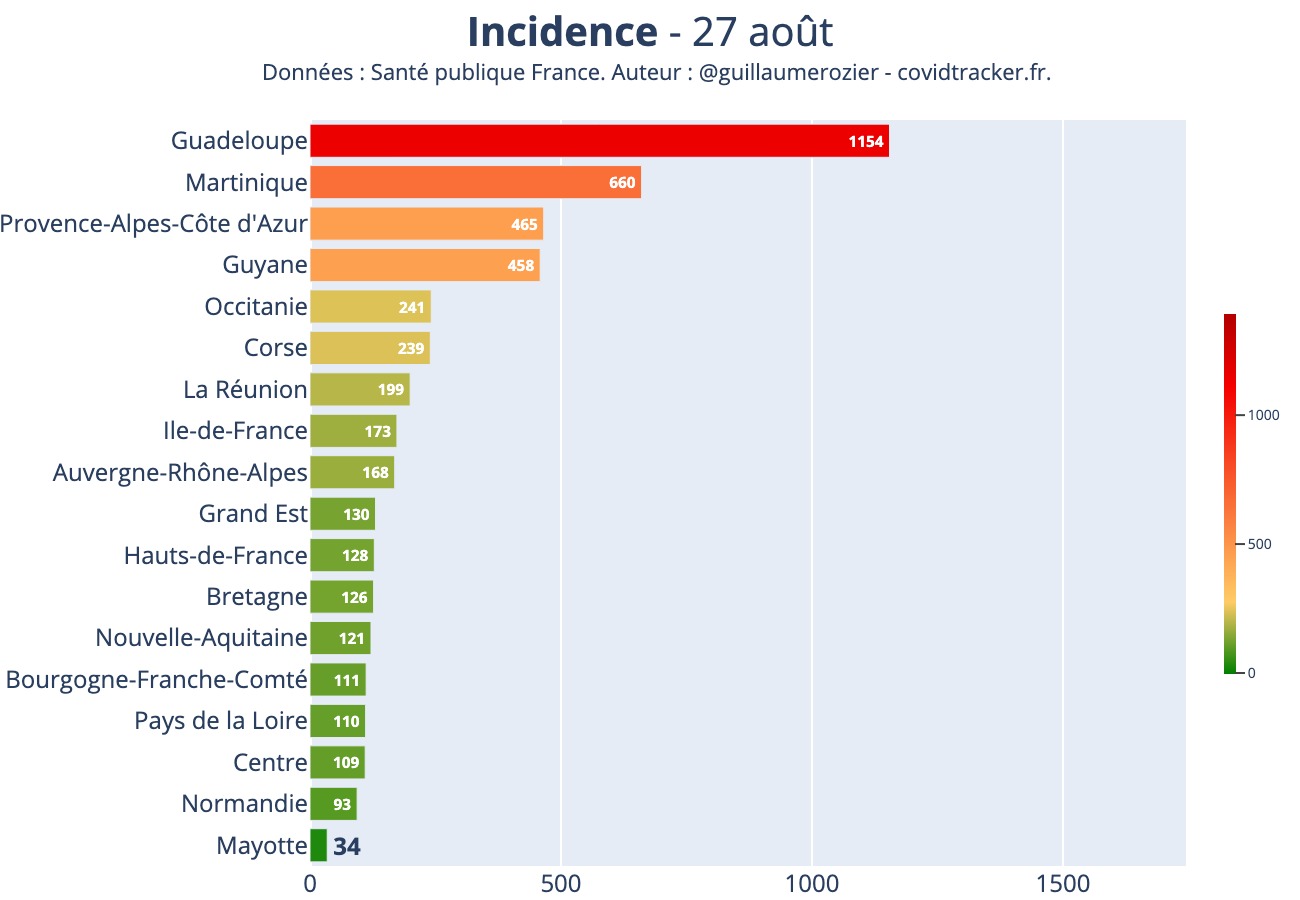 Incidence - 27 août
Données : Santé publique France. Auteur : @guillaumerozier - covidtracker.fr.
Guadeloupe 1154
Martinique 660
Provence-Alpes-Côte d'Azur 465
Guyane 458
Occitanie 241
Corse 239
La Réunion 199
Ile-de-France 173
Auvergne-Rhône-Alpes 168
Grand Est 130
Hauts-de-France 128
Bretagne 126
Nouvelle-Aquitaine 121
Bourgogne-Franche-Comté 111
Pays de la Loire 110
Centre 109
Normandie 93
Mayotte 34
0 500 1000 1500
1000
500
0